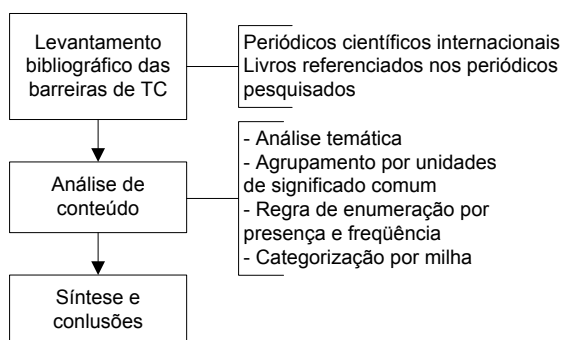 Levantamento
bibliográfico das
barreiras de TC
Periódicos científicos internacionais
Livros referenciados nos periódicos
pesquisados
Análise de
conteúdo
- Análise temática
- Agrupamento por unidades
de significado comum
- Regra de enumeração por
presença e freqüência
- Categorização por milha
Síntese e
conlusões